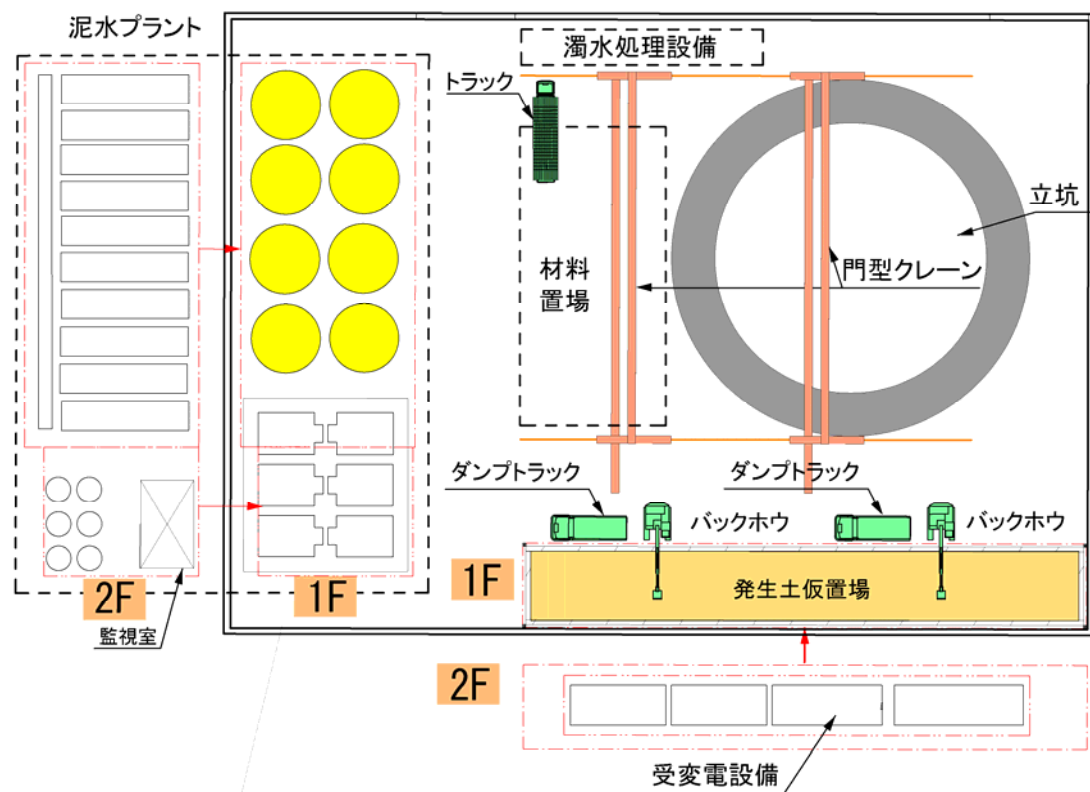 泥水プラント
濁水処理設備
トラック
立坑
材料
置場
門型クレーン
ダンプトラック
ダンプトラック
バックホウ
バックホウ
2F
1F
1F
発生土仮置場
監視室
2F
受変電設備